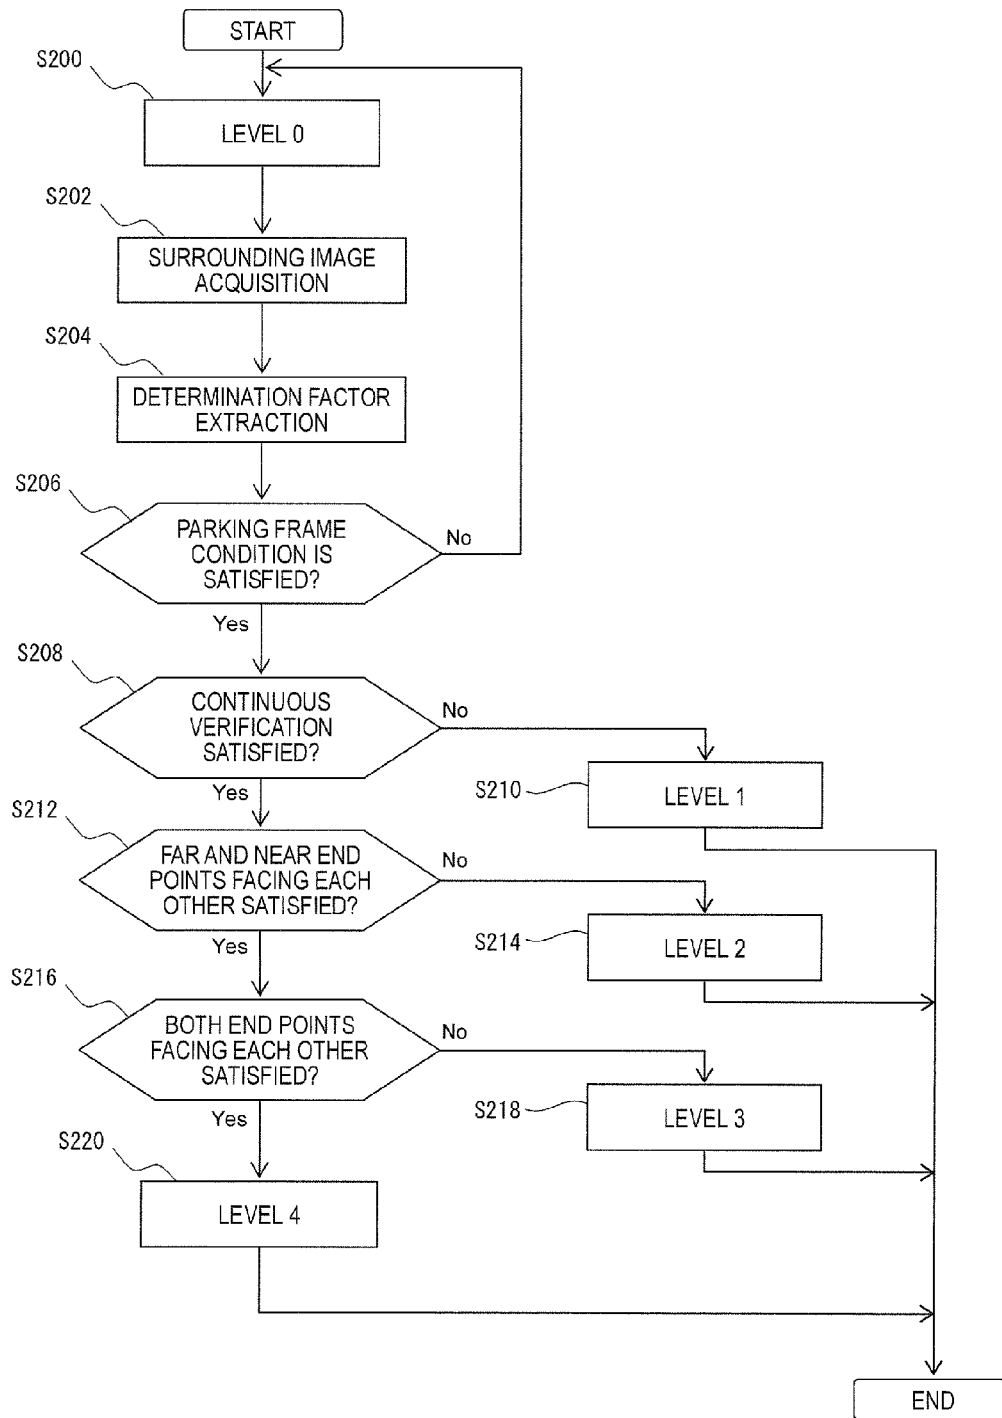 START
S200
LEVEL 0
S202
SURROUNDING IMAGE
ACQUISITION
S204
DETERMINATION FACTOR
EXTRACTION
S206
PARKING FRAME
CONDITION IS
SATISFIED?
No
Yes
S208
CONTINUOUS
VERIFICATION
SATISFIED?
No
Yes
S210
LEVEL 1
S212
FAR AND NEAR END
POINTS FACING EACH
OTHER SATISFIED?
No
Yes
S214
LEVEL 2
S216
BOTH END POINTS
FACING EACH OTHER
SATISFIED?
No
Yes
S218
LEVEL 3
S220
LEVEL 4
END